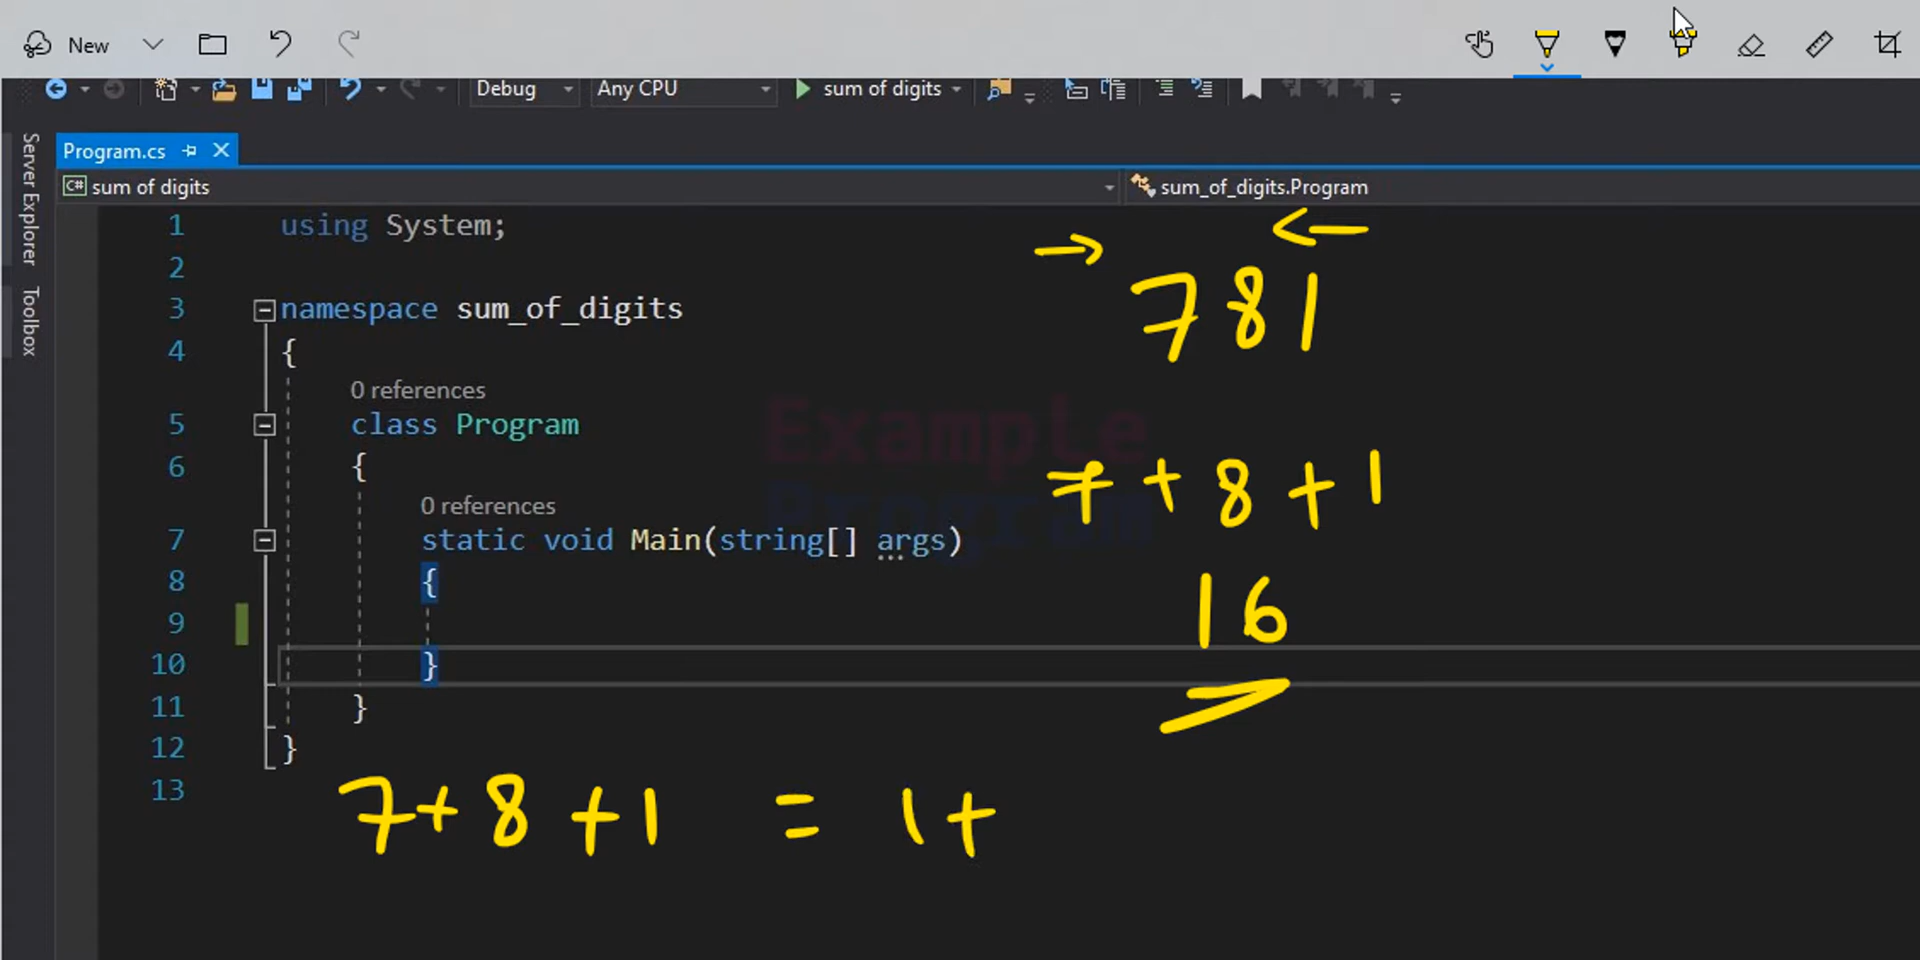 New
Debug
Any CPU
sum of digits
Server Explorer
Toolbox
Program.cs
C# sum of digits
sum_of_digits.Program
1 using System;
2
3 namespace sum_of_digits
4 {
0 references
5 class Program
6 {
0 references
7 static void Main(string[] args)
8 {
9
10 }
11 }
12 }
13
→ ←
781
7 + 8 + 1
16
7 + 8 + 1 = 1 +
Example
Program